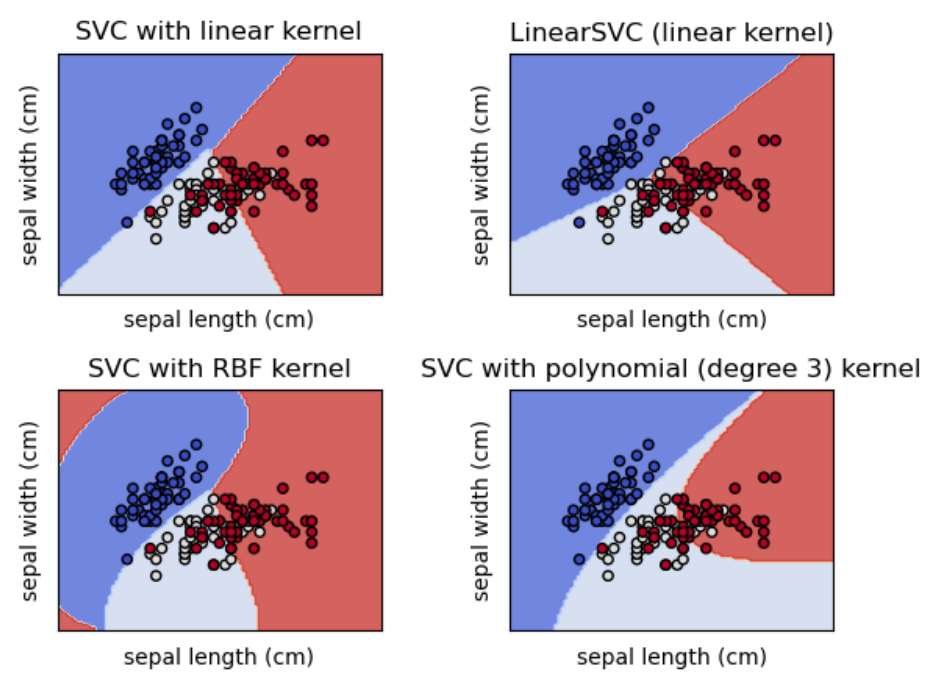 SVC with linear kernel
LinearSVC (linear kernel)
sepal width (cm)
sepal width (cm)
sepal length (cm)
sepal length (cm)
SVC with RBF kernel
SVC with polynomial (degree 3) kernel
sepal width (cm)
sepal width (cm)
sepal length (cm)
sepal length (cm)